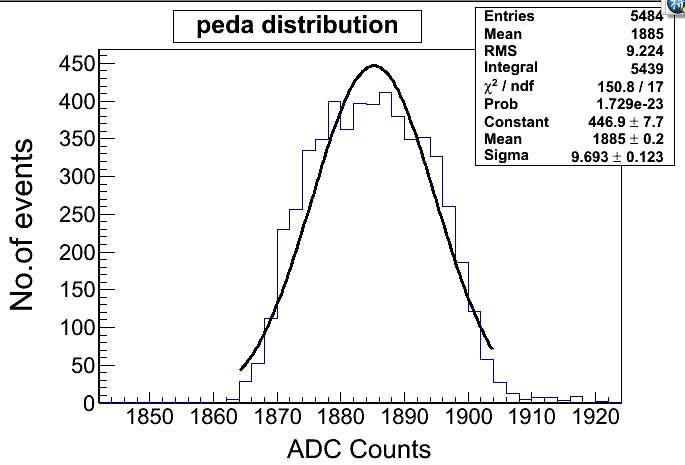 peda distribution
Entries 5484
Mean 1885
RMS 9.224
Integral 5439
χ² / ndf 150.8 / 17
Prob 1.729e-23
Constant 446.9 ± 7.7
Mean 1885 ± 0.2
Sigma 9.693 ± 0.123
No.of events
450
400
350
300
250
200
150
100
50
0
1850 1860 1870 1880 1890 1900 1910 1920
ADC Counts